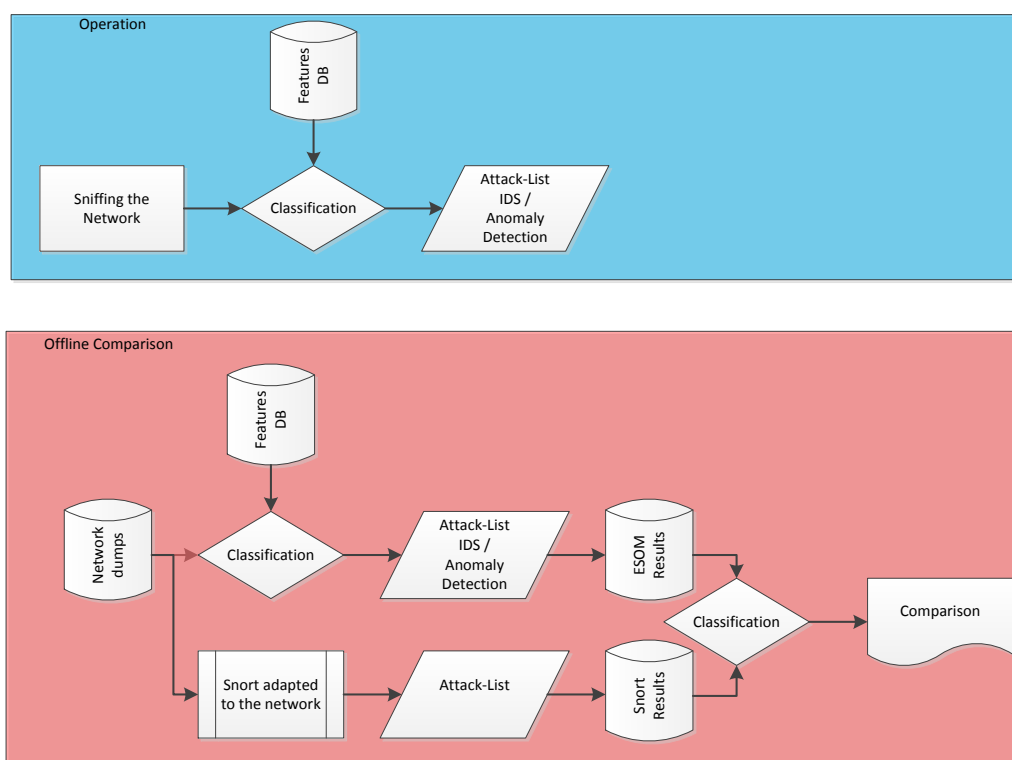 Operation
Features
DB
Sniffing the
Network
Classification
Attack-List
IDS /
Anomaly
Detection
Offline Comparison
Features
DB
Network
dumps
Classification
Attack-List
IDS /
Anomaly
Detection
ESOM
Results
Classification
Comparison
Snort adapted
to the network
Attack-List
Snort
Results